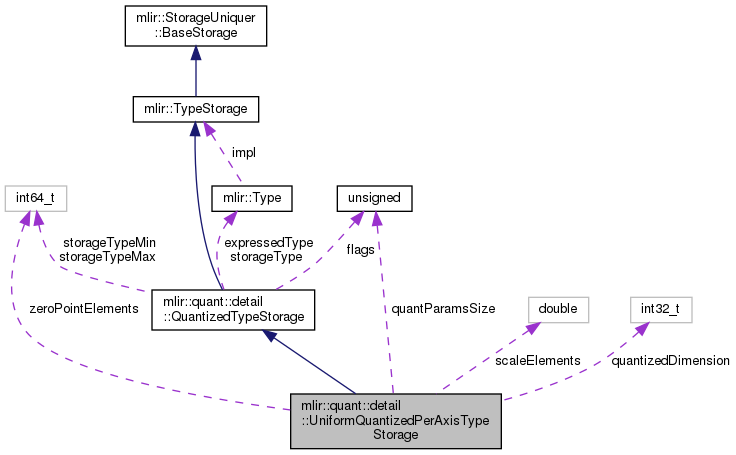 mlir::StorageUniquer
::BaseStorage
mlir::TypeStorage
impl
int64_t
mlir::Type
unsigned
storageTypeMin
storageTypeMax
expressedType
storageType
flags
zeroPointElements
mlir::quant::detail
::QuantizedTypeStorage
quantParamsSize
double
int32_t
scaleElements
quantizedDimension
mlir::quant::detail
::UniformQuantizedPerAxisType
Storage